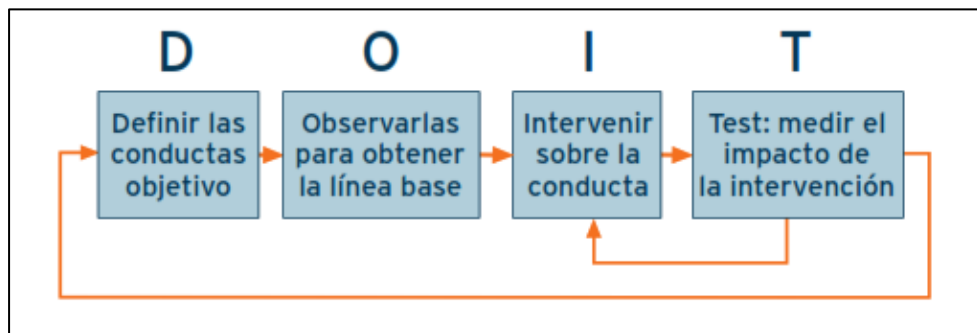 D O I T
Definir las
conductas
objetivo
Observarlas
para obtener
la línea base
Intervenir
sobre la
conducta
Test: medir el
impacto de
la intervención